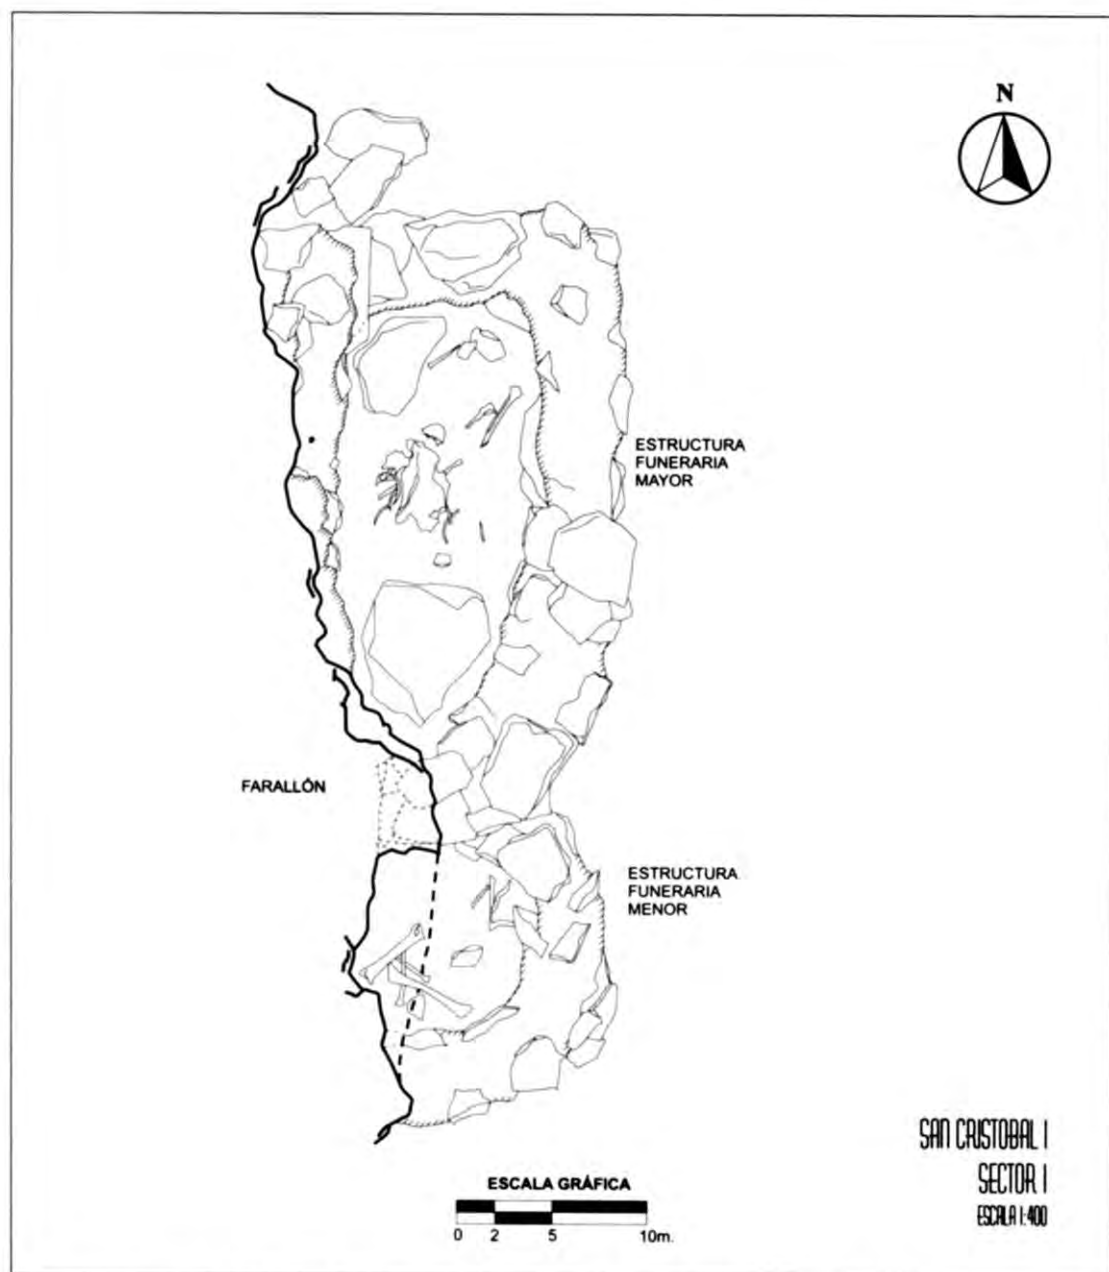 N
ESTRUCTURA
FUNERARIA
MAYOR
FARALLÓN
ESTRUCTURA
FUNERARIA
MENOR
SAN CRISTOBAL I
SECTOR I
ESCALA 1:400
ESCALA GRÁFICA
0 2 5 10m.